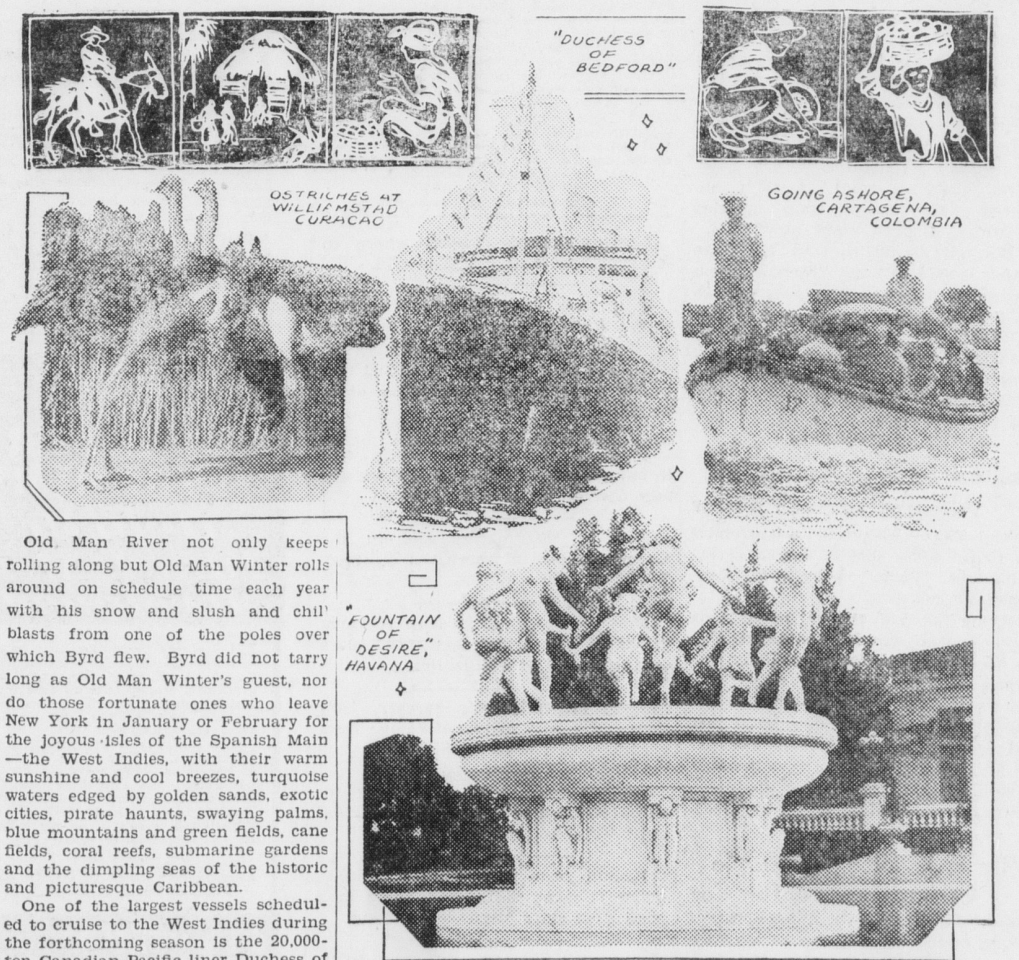 "DUCHESS
OF
BEDFORD"
OSTRICHES AT
WILLIAMSTAD
CURACAO
GOING ASHORE,
CARTAGENA,
COLOMBIA
"FOUNTAIN
OF
DESIRE,"
HAVANA
Old Man River not only keeps
rolling along but Old Man Winter rolls
around on schedule time each year
with his snow and slush and chil'
blasts from one of the poles over
which Byrd flew. Byrd did not tarry
long as Old Man Winter's guest, nor
do those fortunate ones who leave
New York in January or February for
the joyous isles of the Spanish Main
—the West Indies, with their warm
sunshine and cool breezes, turquoise
waters edged by golden sands, exotic
cities, pirate haunts, swaying palms,
blue mountains and green fields, cane
fields, coral reefs, submarine gardens
and the dimpling seas of the historic
and picturesque Caribbean.
One of the largest vessels schedul-
ed to cruise to the West Indies during
the forthcoming season is the 20,000-
ton Canadian Pacific liner Duchess of